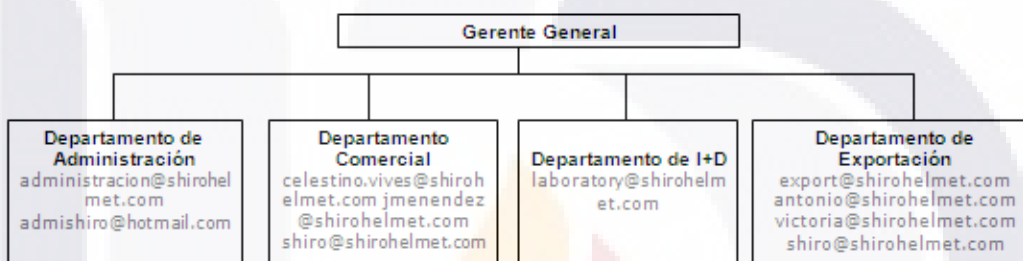 Gerente General
Departamento de
Administración
administracion@shirohel
met.com
admishiro@hotmail.com
Departamento
Comercial
celestino.vives@shiroh
elmet.com jmenendez
@shirohelmet.com
shiro@shirohelmet.com
Departamento de I+D
laboratory@shirohelm
et.com
Departamento de
Exportación
export@shirohelmet.com
antonio@shirohelmet.com
victoria@shirohelmet.com
shiro@shirohelmet.com